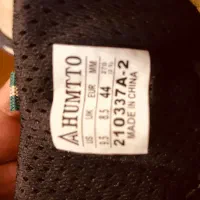 HUMTTO
US UK EUR MM
9.5 8.5 44
210337A-2
MADE IN CHINA